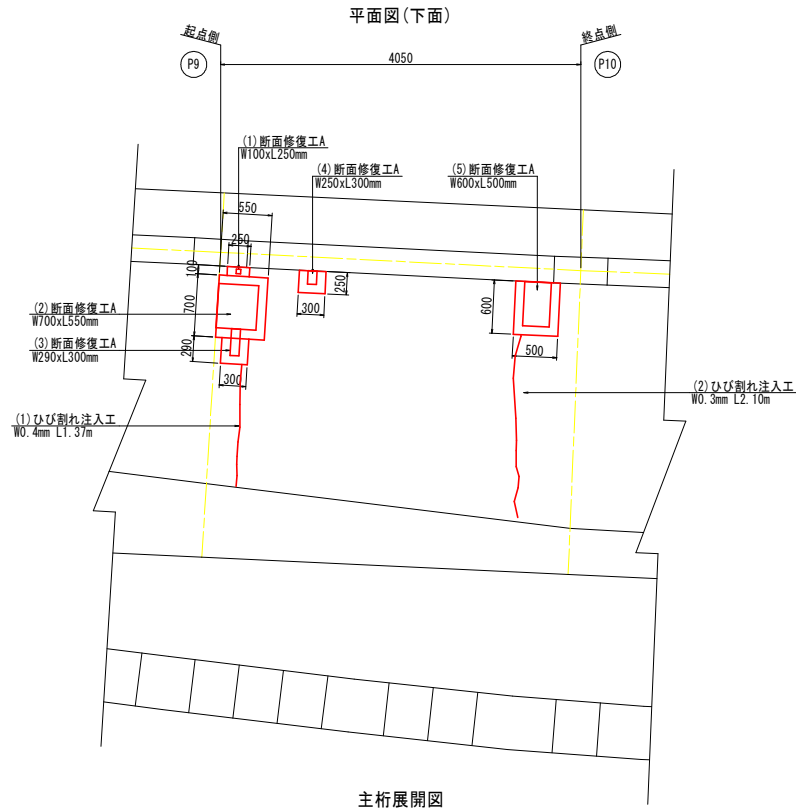 平面図(下面)
起点側
終点側
P9
4050
P10
(1)断面修復工A
W100xL250mm
(4)断面修復工A
W250xL300mm
(5)断面修復工A
W600xL500mm
550
250
100
700
290
300
250
300
600
500
(2)断面修復工A
W700xL550mm
(3)断面修復工A
W290xL300mm
(1)ひび割れ注入工
W0.4mm L1.37m
(2)ひび割れ注入工
W0.3mm L2.10m
主桁展開図